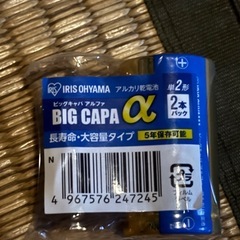 IRIS OHYAMA アルカリ乾電池
ビッグキャパ アルファ
BIG CAPA α
単2形
2本
パック
長寿命・大容量タイプ
5年保存可能
N
4 967576 247245
プラ